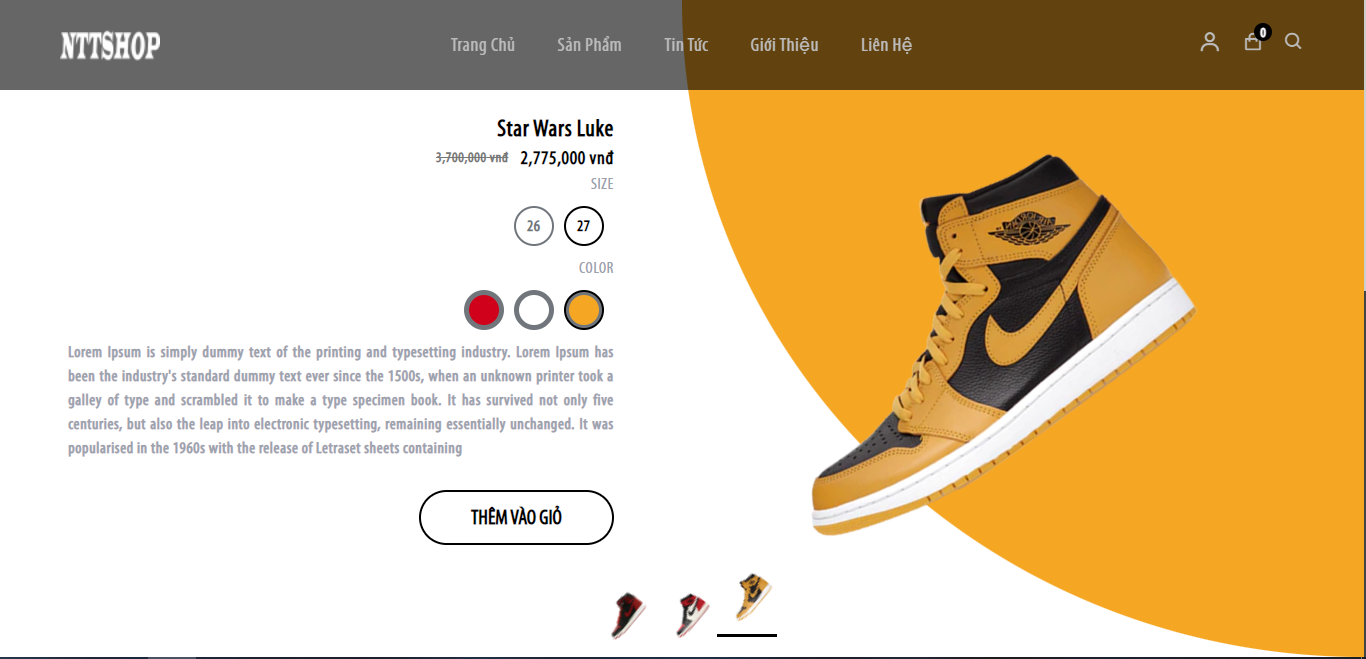 NTTSHOP
Trang Chủ
Sản Phẩm
Tin Tức
Giới Thiệu
Liên Hệ
0
Star Wars Luke
3,700,000 vnđ 2,775,000 vnđ
SIZE
26 27
COLOR
Lorem Ipsum is simply dummy text of the printing and typesetting industry. Lorem Ipsum has
been the industry's standard dummy text ever since the 1500s, when an unknown printer took a
galley of type and scrambled it to make a type specimen book. It has survived not only five
centuries, but also the leap into electronic typesetting, remaining essentially unchanged. It was
popularised in the 1960s with the release of Letraset sheets containing
THÊM VÀO GIỎ